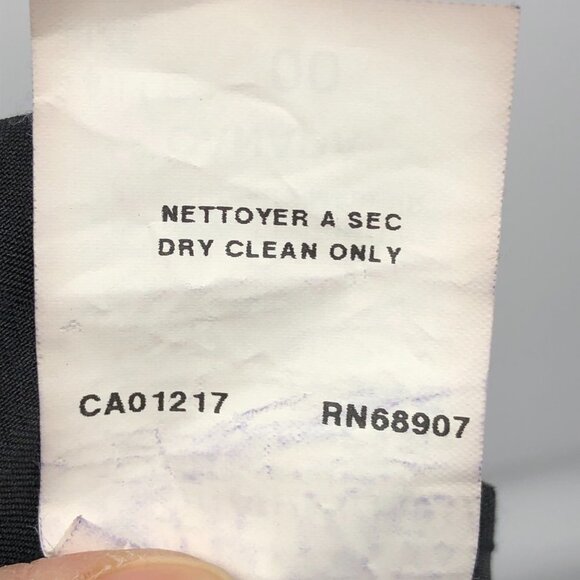 NETTOYER A SEC
DRY CLEAN ONLY
CA01217 RN68907